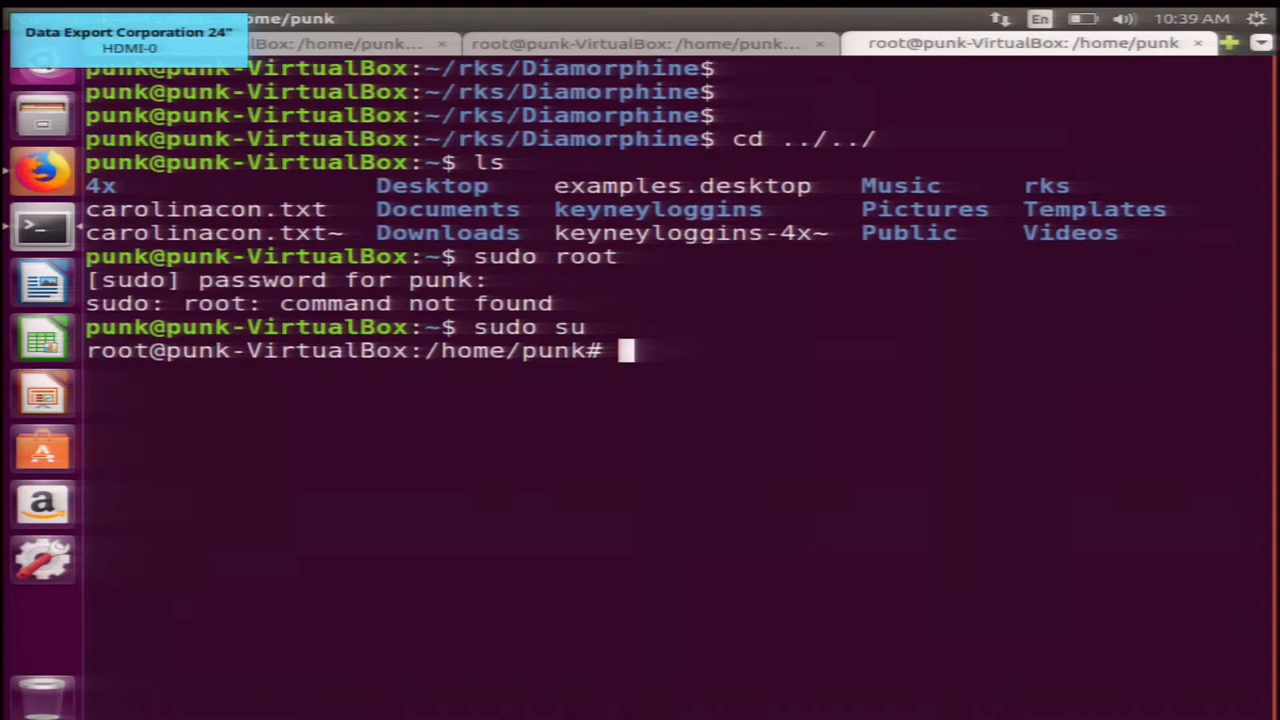 Data Export Corporation 24"
HDMI-0
ome/punk
En
10:39 AM
Box: /home/punk...
root@punk-VirtualBox: /home/punk...
root@punk-VirtualBox: /home/punk
punk@punk-VirtualBox:~/rks/Diamorphine$
punk@punk-VirtualBox:~/rks/Diamorphine$
punk@punk-VirtualBox:~/rks/Diamorphine$
punk@punk-VirtualBox:~/rks/Diamorphine$ cd ../../
punk@punk-VirtualBox:~$ ls
4x Desktop examples.desktop Music rks
carolinacon.txt Documents keyneyloggins Pictures Templates
carolinacon.txt~ Downloads keyneyloggins-4x~ Public Videos
punk@punk-VirtualBox:~$ sudo root
[sudo] password for punk:
sudo: root: command not found
punk@punk-VirtualBox:~$ sudo su
root@punk-VirtualBox:/home/punk#